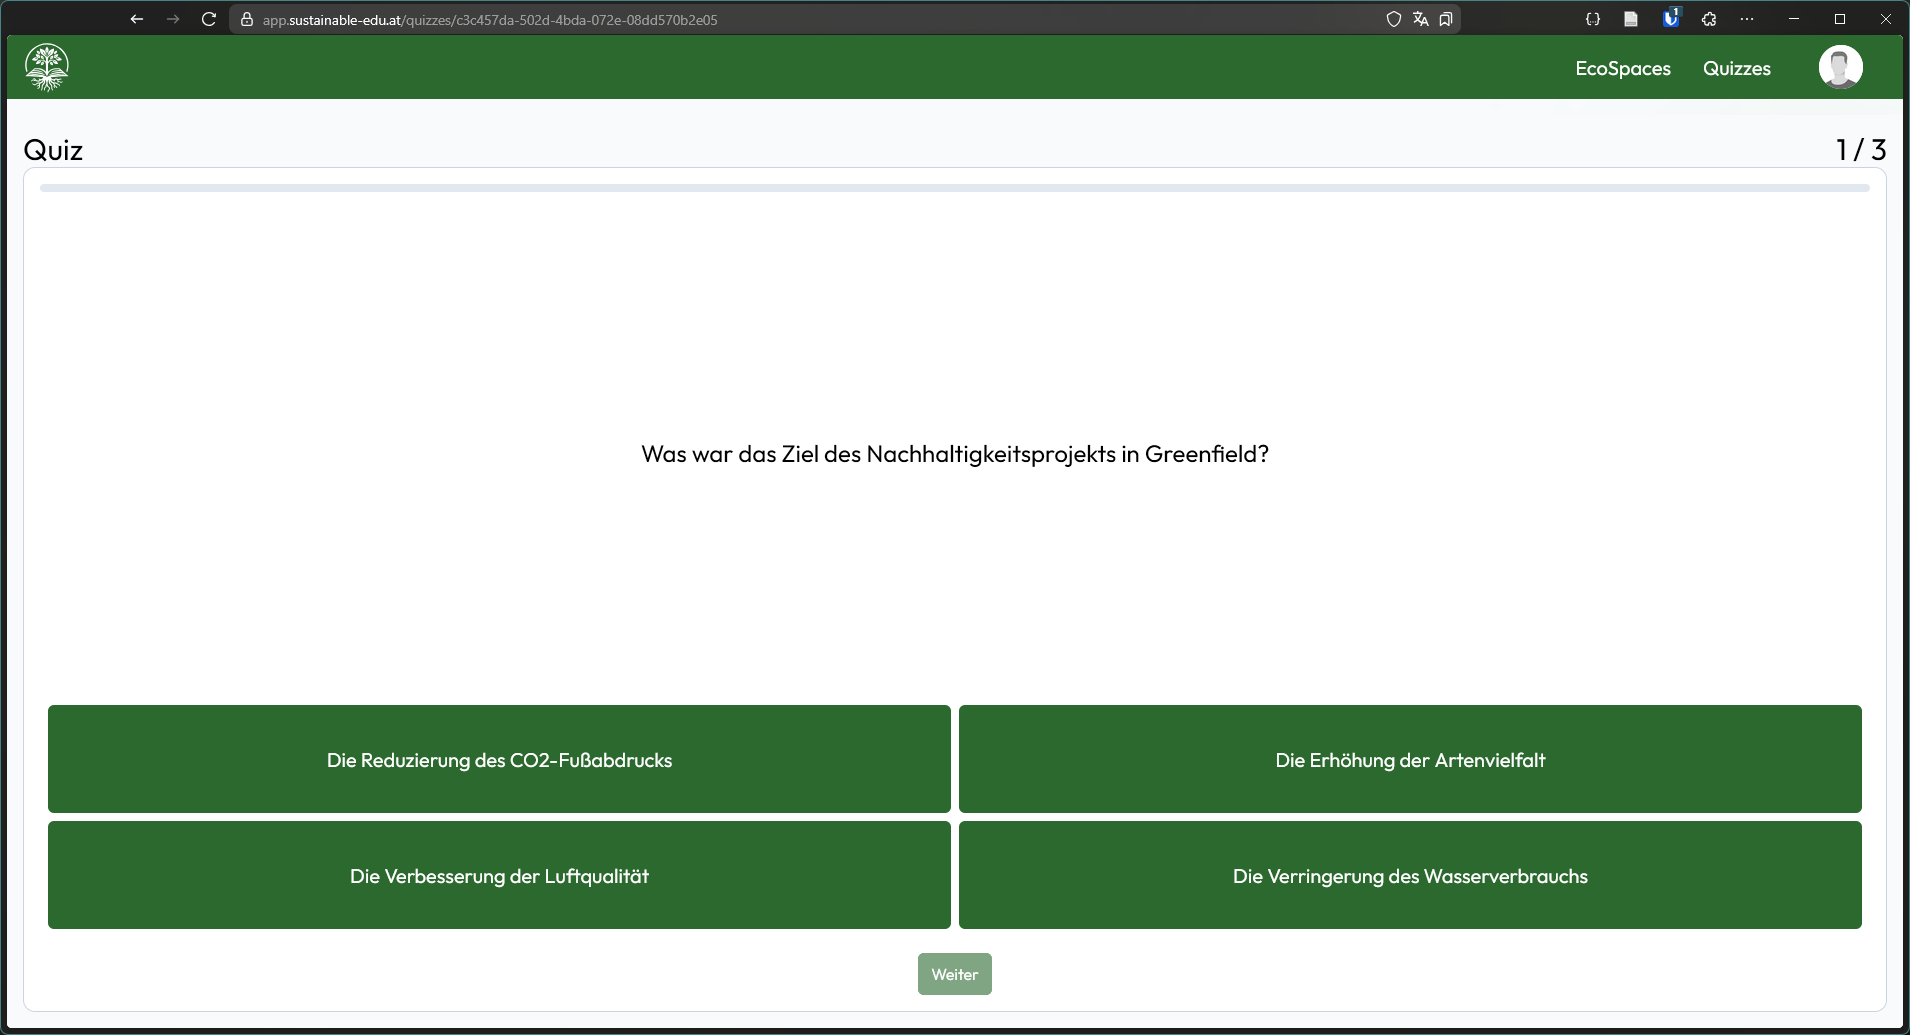 app.sustainable-edu.at/quizzes/c3c457da-502d-4bda-072e-08dd570b2e05
1
EcoSpaces
Quizzes
Quiz
1 / 3
Was war das Ziel des Nachhaltigkeitsprojekts in Greenfield?
Die Reduzierung des CO2-Fußabdrucks
Die Erhöhung der Artenvielfalt
Die Verbesserung der Luftqualität
Die Verringerung des Wasserverbrauchs
Weiter